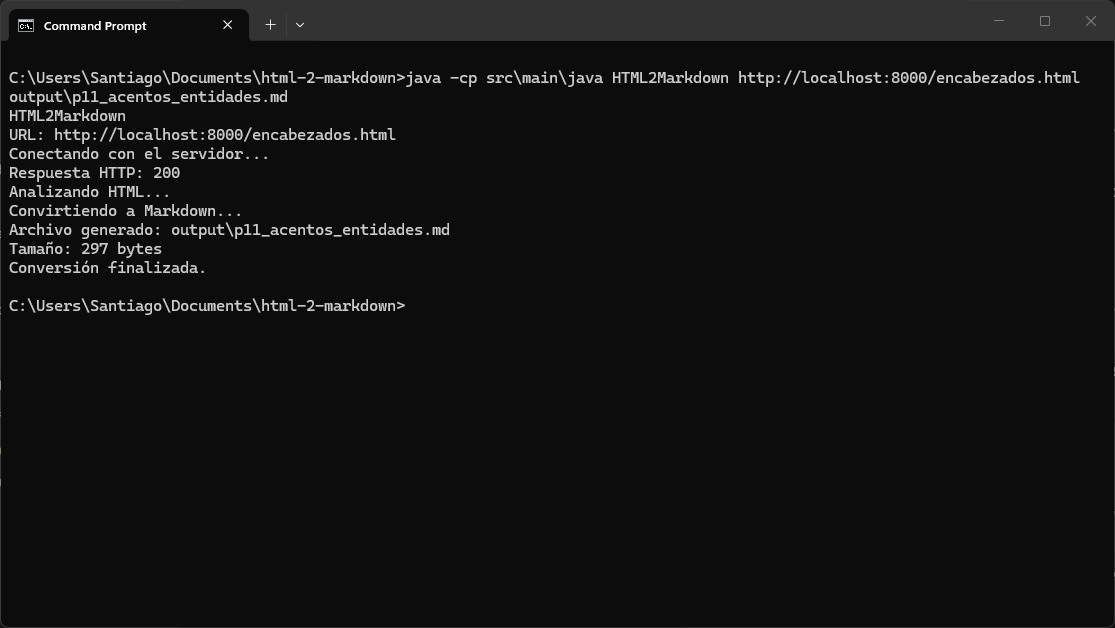 Command Prompt
C:\Users\Santiago\Documents\html-2-markdown>java -cp src\main\java HTML2Markdown http://localhost:8000/encabezados.html
output\p11_acentos_entidades.md
HTML2Markdown
URL: http://localhost:8000/encabezados.html
Conectando con el servidor...
Respuesta HTTP: 200
Analizando HTML...
Convirtiendo a Markdown...
Archivo generado: output\p11_acentos_entidades.md
Tamaño: 297 bytes
Conversión finalizada.
C:\Users\Santiago\Documents\html-2-markdown>